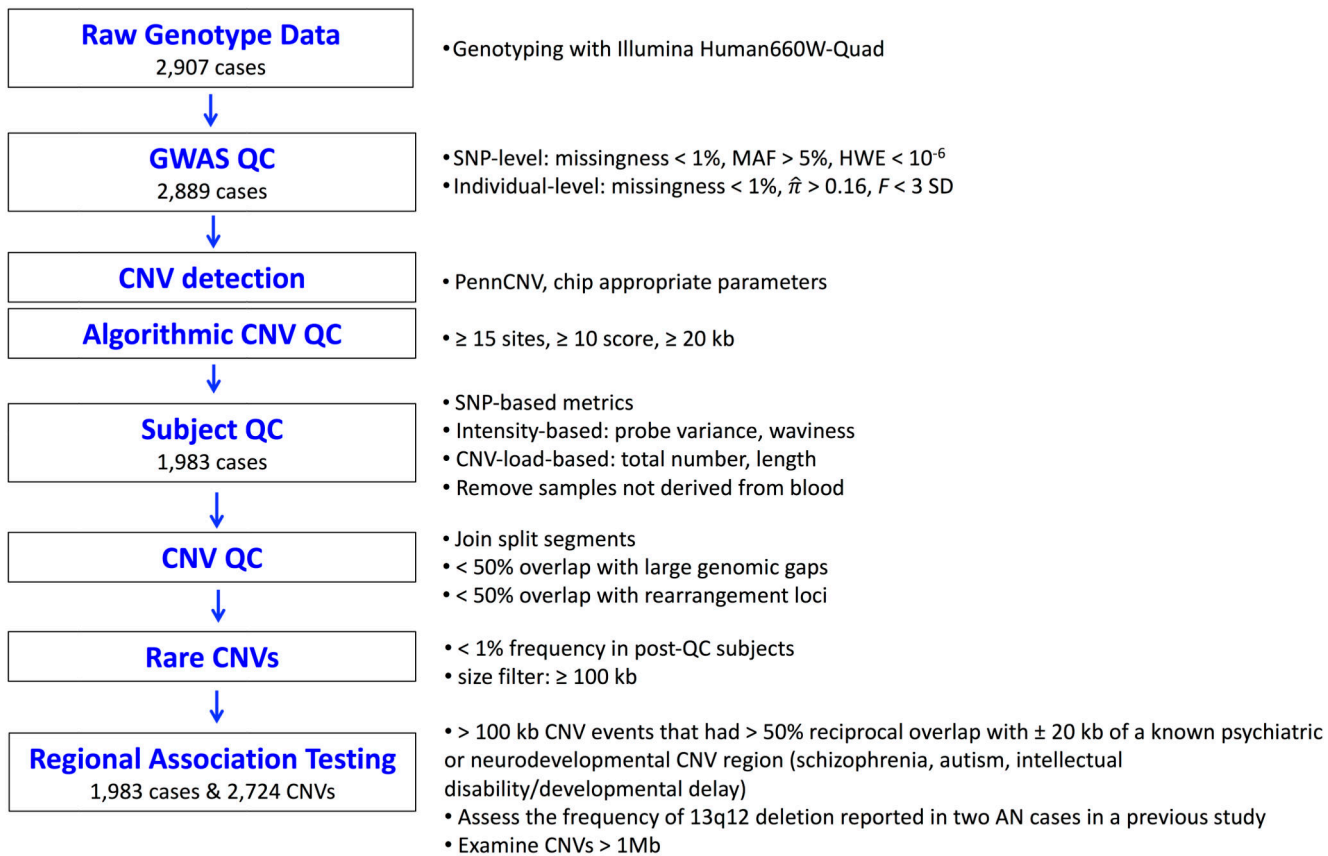 Raw Genotype Data
2,907 cases
• Genotyping with Illumina Human660W-Quad
GWAS QC
2,889 cases
• SNP-level: missingness < 1%, MAF > 5%, HWE < 10⁻⁶
• Individual-level: missingness < 1%, π̂ > 0.16, F < 3 SD
CNV detection
• PennCNV, chip appropriate parameters
Algorithmic CNV QC
• ≥ 15 sites, ≥ 10 score, ≥ 20 kb
Subject QC
1,983 cases
• SNP-based metrics
• Intensity-based: probe variance, waviness
• CNV-load-based: total number, length
• Remove samples not derived from blood
CNV QC
• Join split segments
• < 50% overlap with large genomic gaps
• < 50% overlap with rearrangement loci
Rare CNVs
• < 1% frequency in post-QC subjects
• size filter: ≥ 100 kb
Regional Association Testing
1,983 cases & 2,724 CNVs
• > 100 kb CNV events that had > 50% reciprocal overlap with ± 20 kb of a known psychiatric
or neurodevelopmental CNV region (schizophrenia, autism, intellectual
disability/developmental delay)
• Assess the frequency of 13q12 deletion reported in two AN cases in a previous study
• Examine CNVs > 1Mb